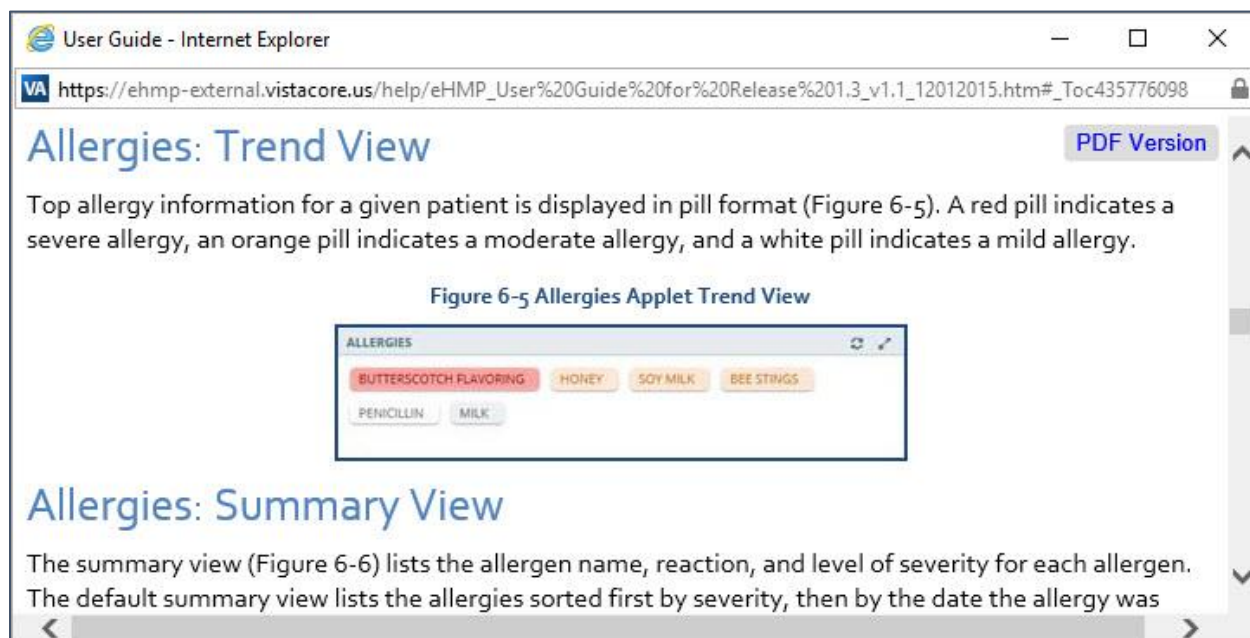 User Guide - Internet Explorer
VA https://ehmp-external.vistacore.us/help/eHMP_User%20Guide%20for%20Release%201.3_v1.1_12012015.htm#_Toc435776098
Allergies: Trend View
PDF Version
Top allergy information for a given patient is displayed in pill format (Figure 6-5). A red pill indicates a
severe allergy, an orange pill indicates a moderate allergy, and a white pill indicates a mild allergy.
Figure 6-5 Allergies Applet Trend View
ALLERGIES
BUTTERSCOTCH FLAVORING HONEY SOY MILK BEE STINGS
PENICILLIN MILK
Allergies: Summary View
The summary view (Figure 6-6) lists the allergen name, reaction, and level of severity for each allergen.
The default summary view lists the allergies sorted first by severity, then by the date the allergy was